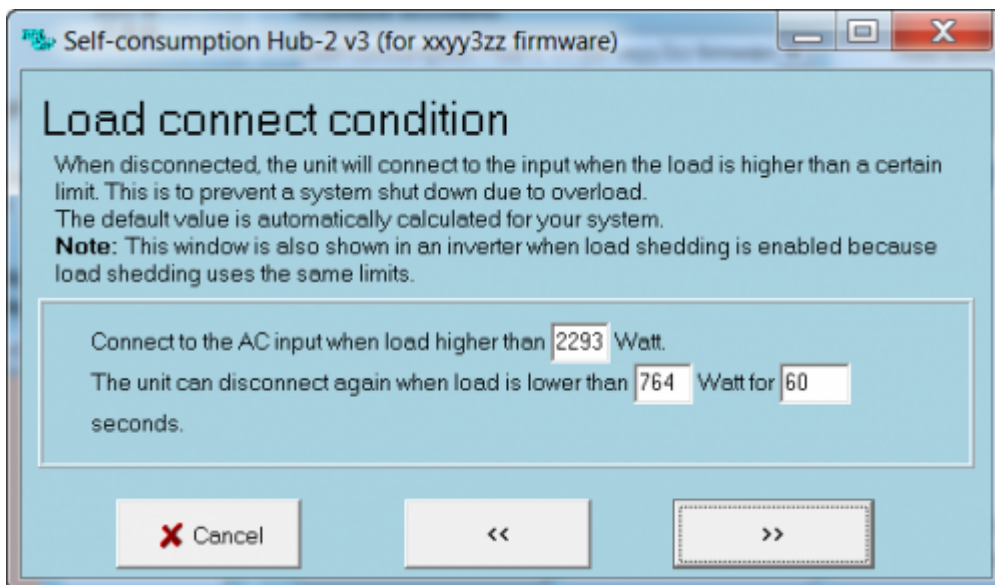 Self-consumption Hub-2 v3 (for xxyy3zz firmware)
Load connect condition
When disconnected, the unit will connect to the input when the load is higher than a certain
limit. This is to prevent a system shut down due to overload.
The default value is automatically calculated for your system.
Note: This window is also shown in an inverter when load shedding is enabled because
load shedding uses the same limits.
Connect to the AC input when load higher than 2293 Watt.
The unit can disconnect again when load is lower than 764 Watt for 60
seconds.
Cancel << >>